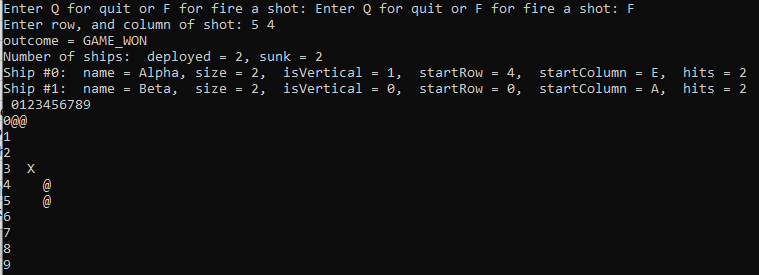 Enter Q for quit or F for fire a shot: Enter Q for quit or F for fire a shot: F
Enter row, and column of shot: 5 4
outcome = GAME_WON
Number of ships:  deployed = 2, sunk = 2
Ship #0:  name = Alpha, size = 2,  isVertical = 1,  startRow = 4,  startColumn = E,  hits = 2
Ship #1:  name = Beta,  size = 2,  isVertical = 0,  startRow = 0,  startColumn = A,  hits = 2
 0123456789
0@@
1
2
3  X
4    @
5    @
6
7
8
9